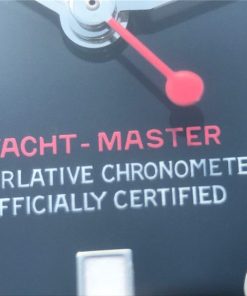 ACHT-MASTER
RLATIVE CHRONOMETE
FFICIALLY CERTIFIED